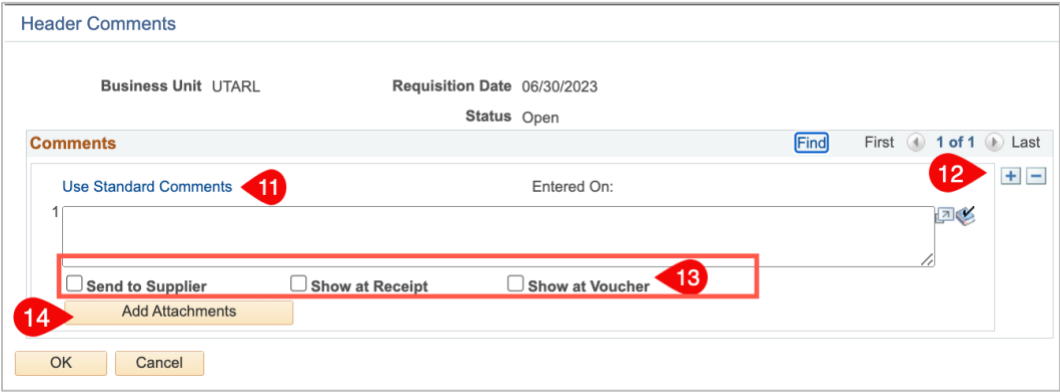 Header Comments
Business Unit UTARL Requisition Date 06/30/2023
Status Open
Comments Find First 1 of 1 Last
12
Use Standard Comments 11 Entered On:
1
Send to Supplier Show at Receipt Show at Voucher 13
14 Add Attachments
OK Cancel